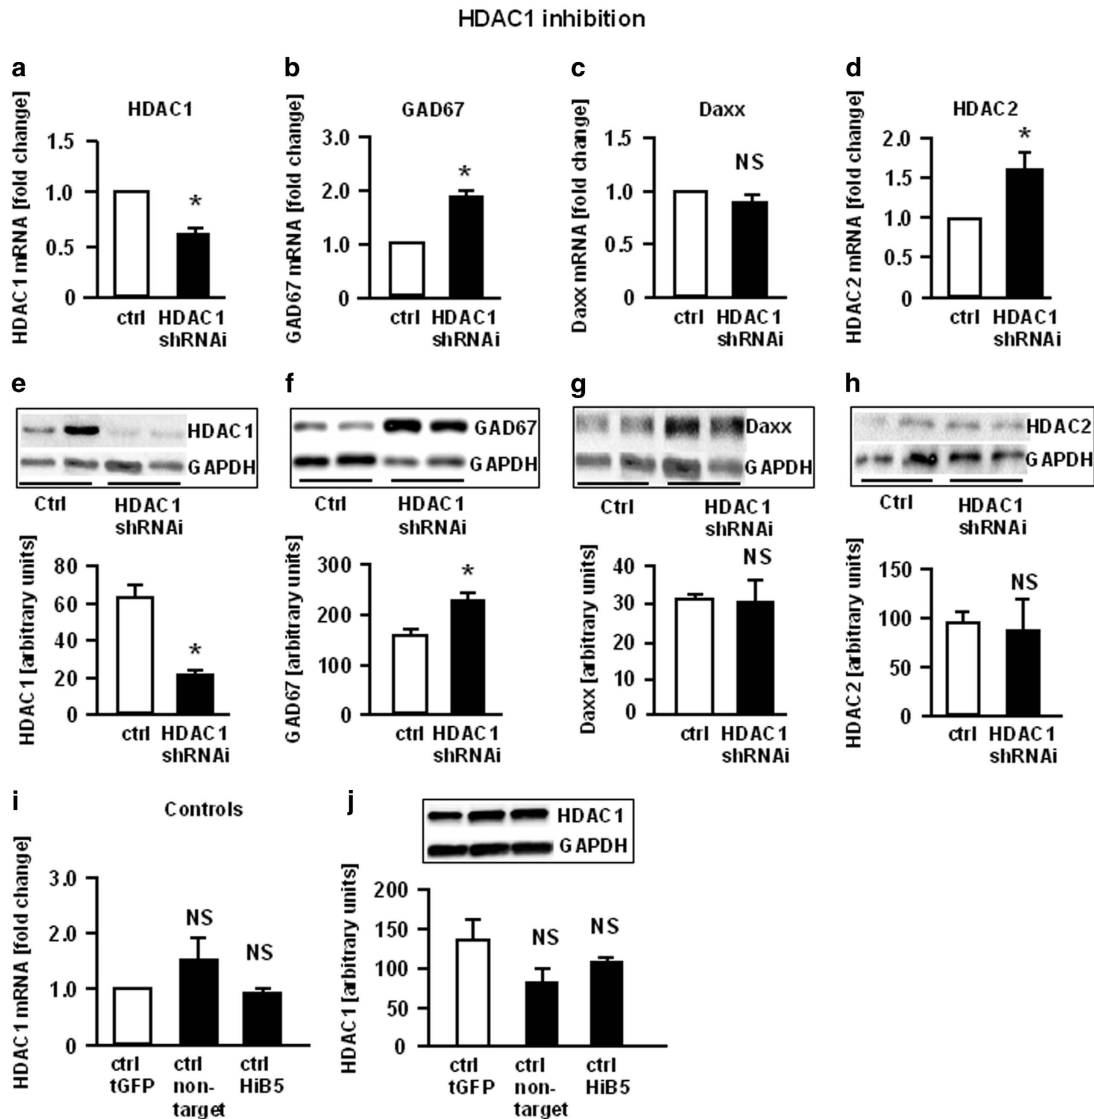 HDAC1 inhibition
a
HDAC1
HDAC1 mRNA [fold change]
1.5
1.0
0.5
0
*
ctrl HDAC1
shRNAi
b
GAD67
GAD67 mRNA [fold change]
3.0
2.0
1.0
0
*
ctrl HDAC1
shRNAi
c
Daxx
Daxx mRNA [fold change]
1.5
1.0
0.5
0
NS
ctrl HDAC1
shRNAi
d
HDAC2
HDAC2 mRNA [fold change]
2.0
1.5
1.0
0.5
0
*
ctrl HDAC1
shRNAi
e
HDAC1
GAPDH
Ctrl HDAC1
shRNAi
HDAC1 [arbitrary units]
80
60
40
20
0
*
ctrl HDAC1
shRNAi
f
GAD67
GAPDH
Ctrl HDAC1
shRNAi
GAD67 [arbitrary units]
300
200
100
0
*
ctrl HDAC1
shRNAi
g
Daxx
GAPDH
Ctrl HDAC1
shRNAi
Daxx [arbitrary units]
40
30
20
10
0
NS
ctrl HDAC1
shRNAi
h
HDAC2
GAPDH
Ctrl HDAC1
shRNAi
HDAC2 [arbitrary units]
150
100
50
0
NS
ctrl HDAC1
shRNAi
i
Controls
HDAC1 mRNA [fold change]
3.0
2.0
1.0
0
NS
NS
ctrl ctrl ctrl
tGFP non- HiB5
target
j
HDAC1
GAPDH
HDAC1 [arbitrary units]
200
150
100
50
0
NS
NS
ctrl ctrl ctrl
tGFP non- HiB5
target